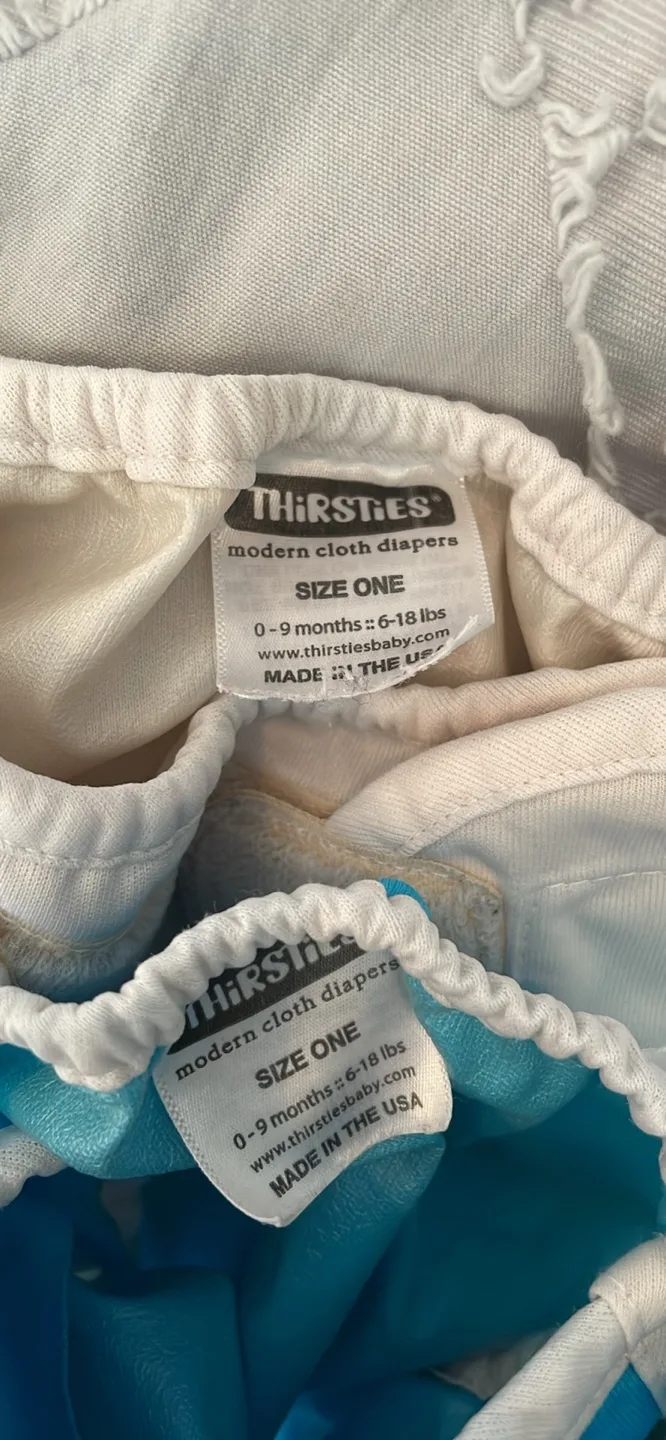 THiRSTiES®
modern cloth diapers
SIZE ONE
0-9 months :: 6-18 lbs
www.thirstiesbaby.com
MADE IN THE USA
THiRSTiES
modern cloth diapers
SIZE ONE
0-9 months :: 6-18 lbs
www.thirstiesbaby.com
MADE IN THE USA